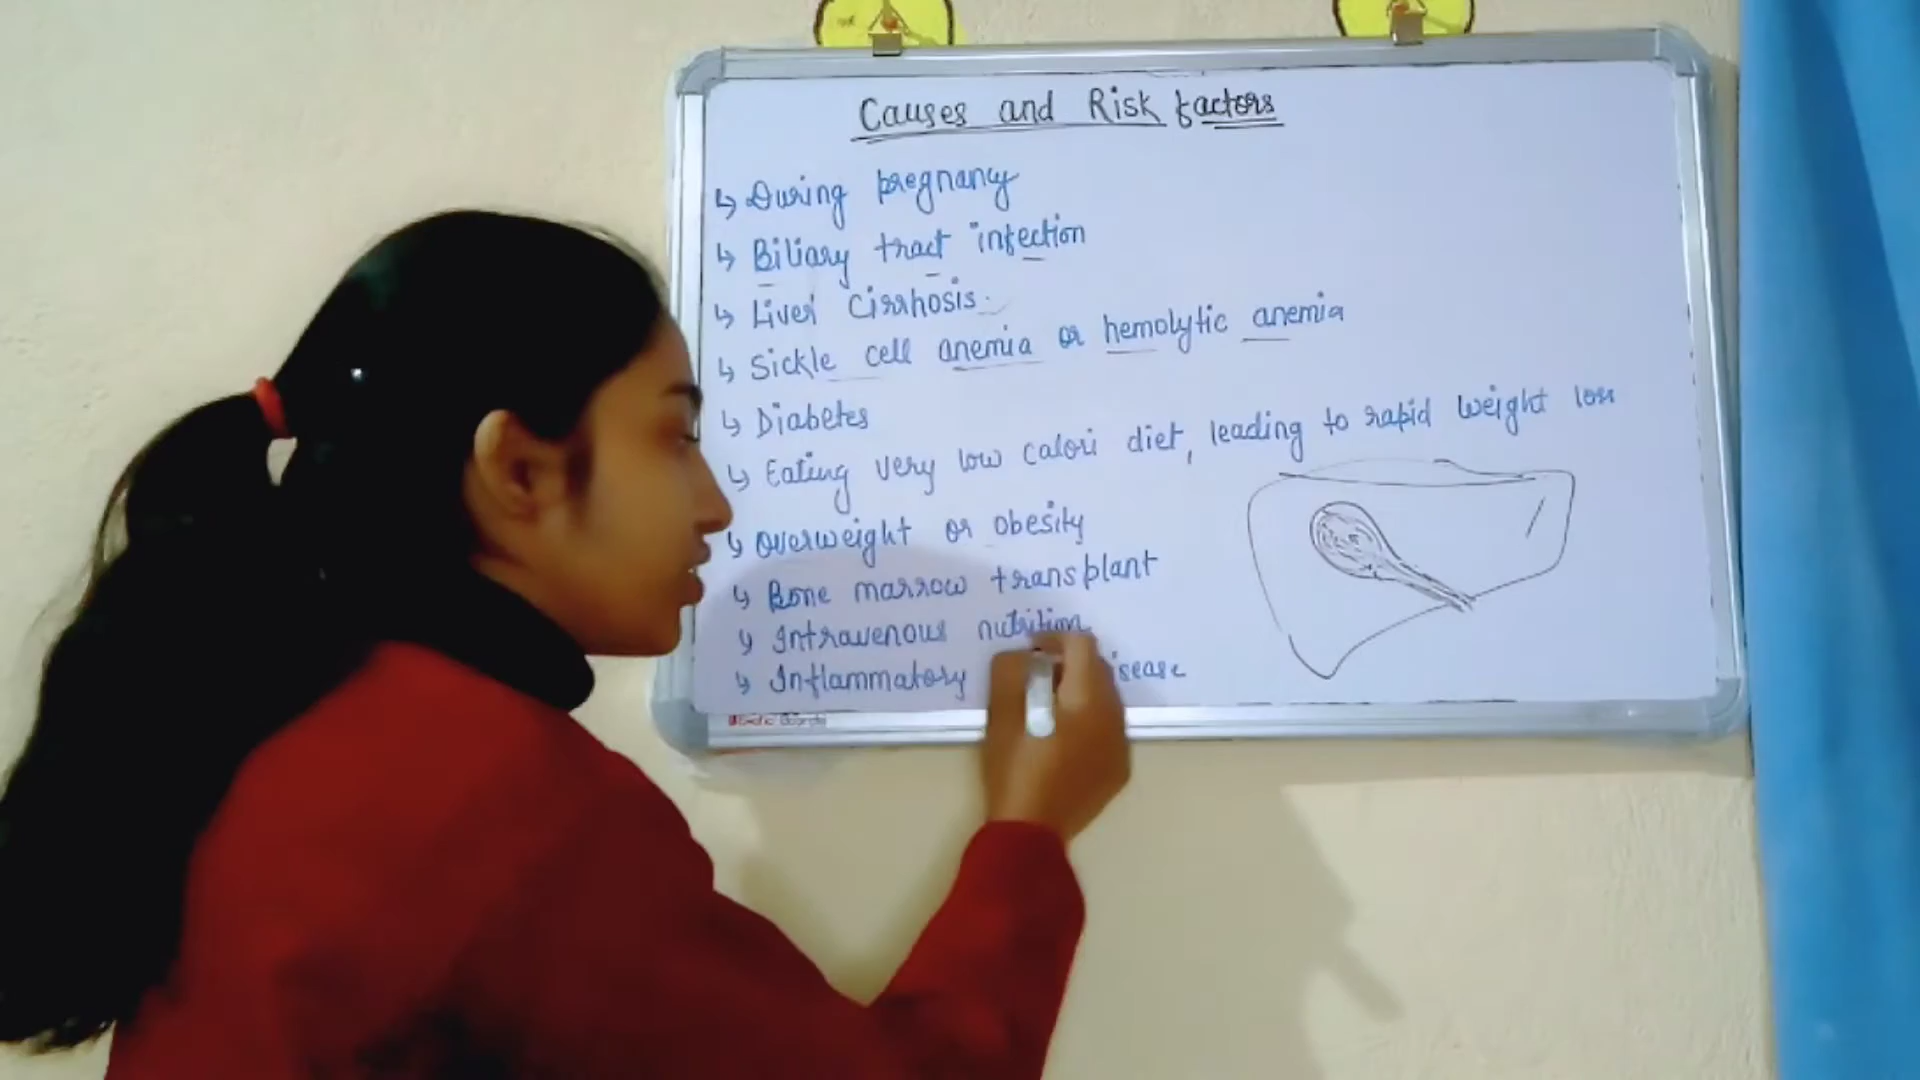 Causes and Risk factors
↳ During pregnancy
↳ Biliary tract infection
↳ Liver Cirrhosis.
↳ Sickle cell anemia or hemolytic anemia
↳ Diabetes
↳ Eating very low calori diet, leading to rapid weight loss
↳ overweight or obesity
↳ Bone marrow transplant
↳ Intravenous nutrition
↳ Inflammatory isease